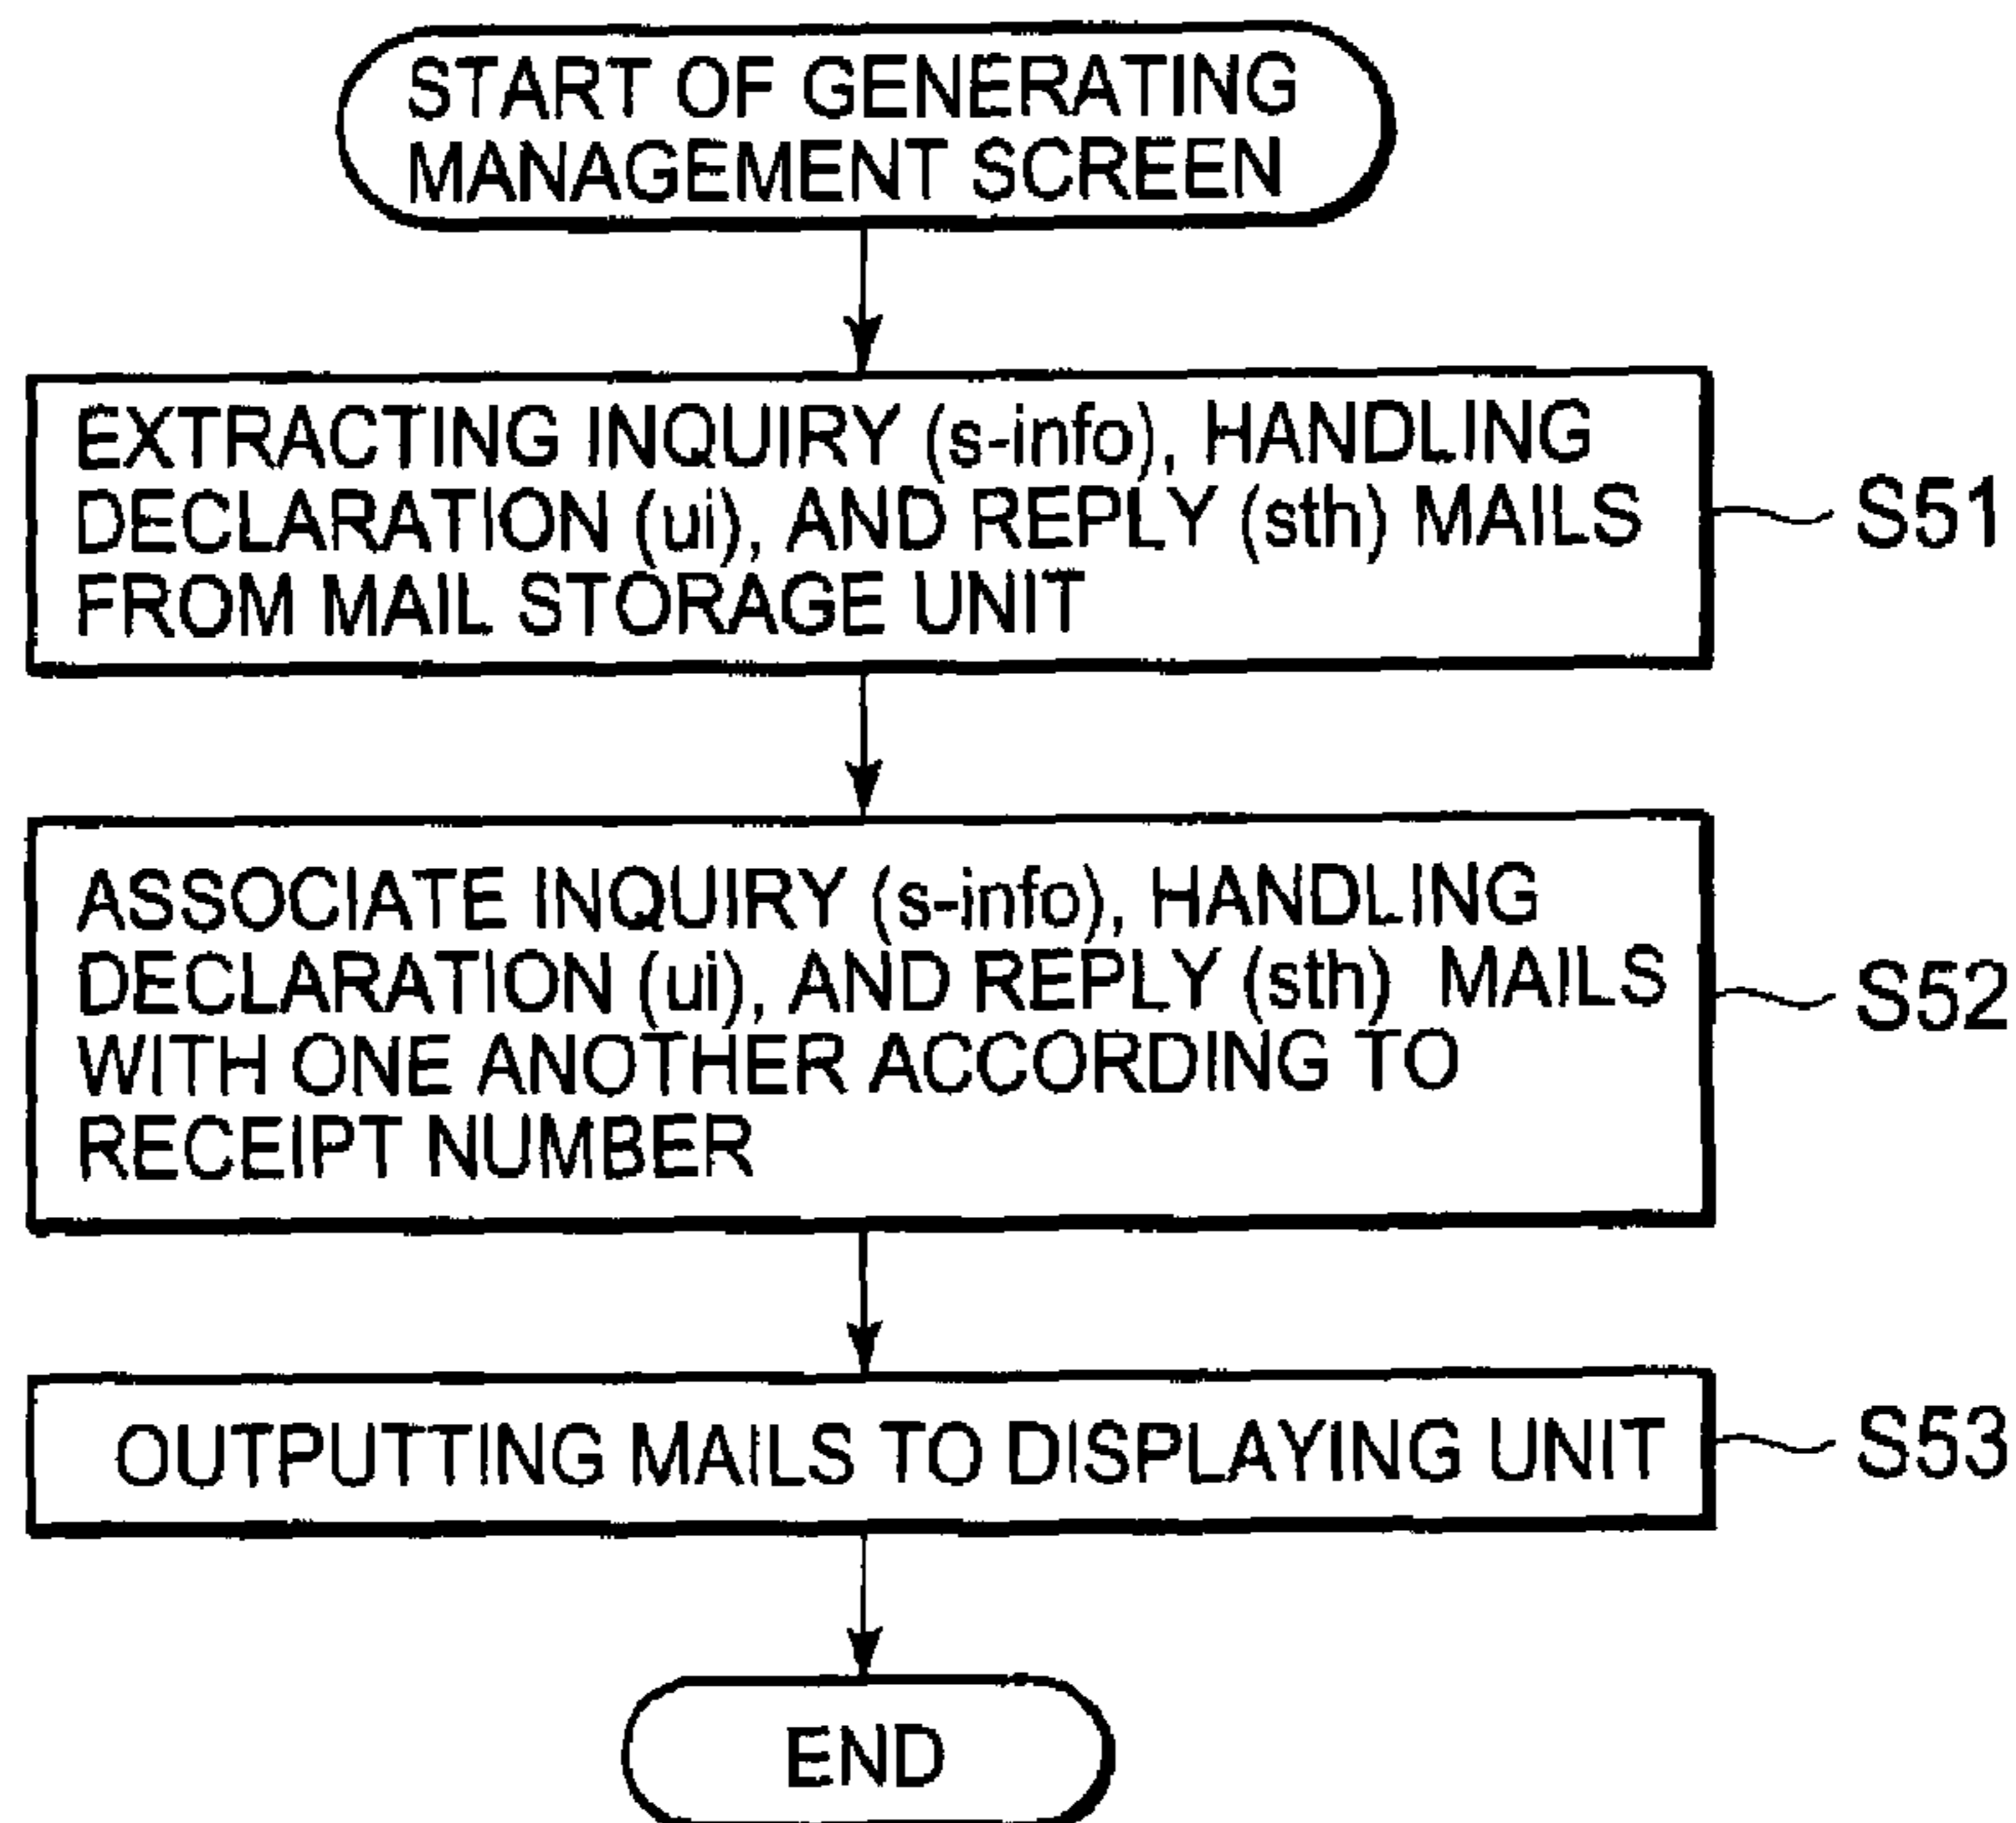 START OF GENERATING
MANAGEMENT SCREEN
EXTRACTING INQUIRY (s-info), HANDLING
DECLARATION (ui), AND REPLY (sth) MAILS
FROM MAIL STORAGE UNIT
S51
ASSOCIATE INQUIRY (s-info), HANDLING
DECLARATION (ui), AND REPLY (sth) MAILS
WITH ONE ANOTHER ACCORDING TO
RECEIPT NUMBER
S52
OUTPUTTING MAILS TO DISPLAYING UNIT
S53
END